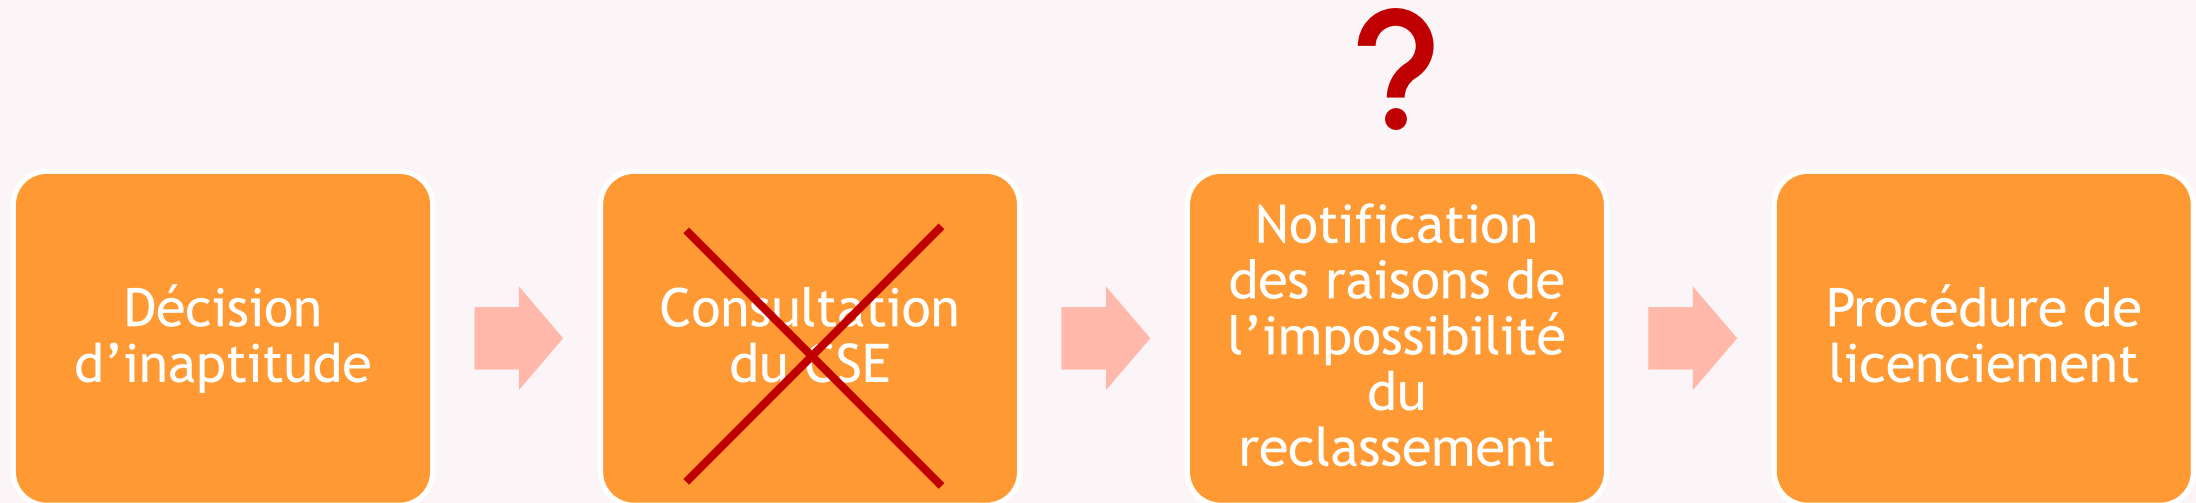 ?
Décision
d’inaptitude
Consultation
du CSE
Notification
des raisons de
l’impossibilité
du
reclassement
Procédure de
licenciement